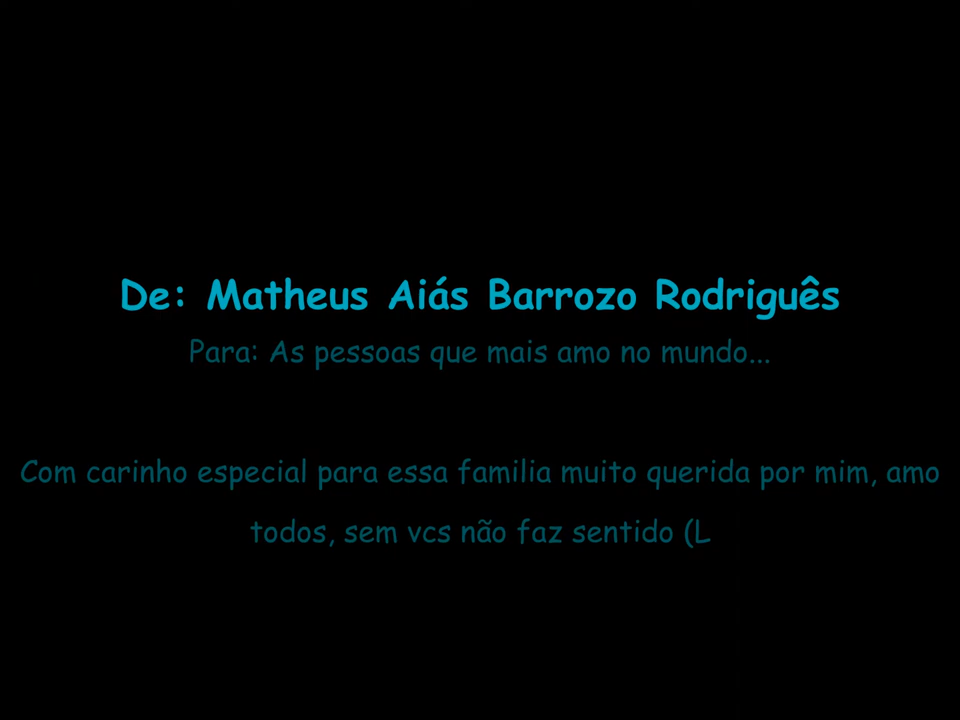 De: Matheus Aiás Barrozo Rodriguês
Para: As pessoas que mais amo no mundo...
Com carinho especial para essa familia muito querida por mim, amo
todos, sem vcs não faz sentido (L